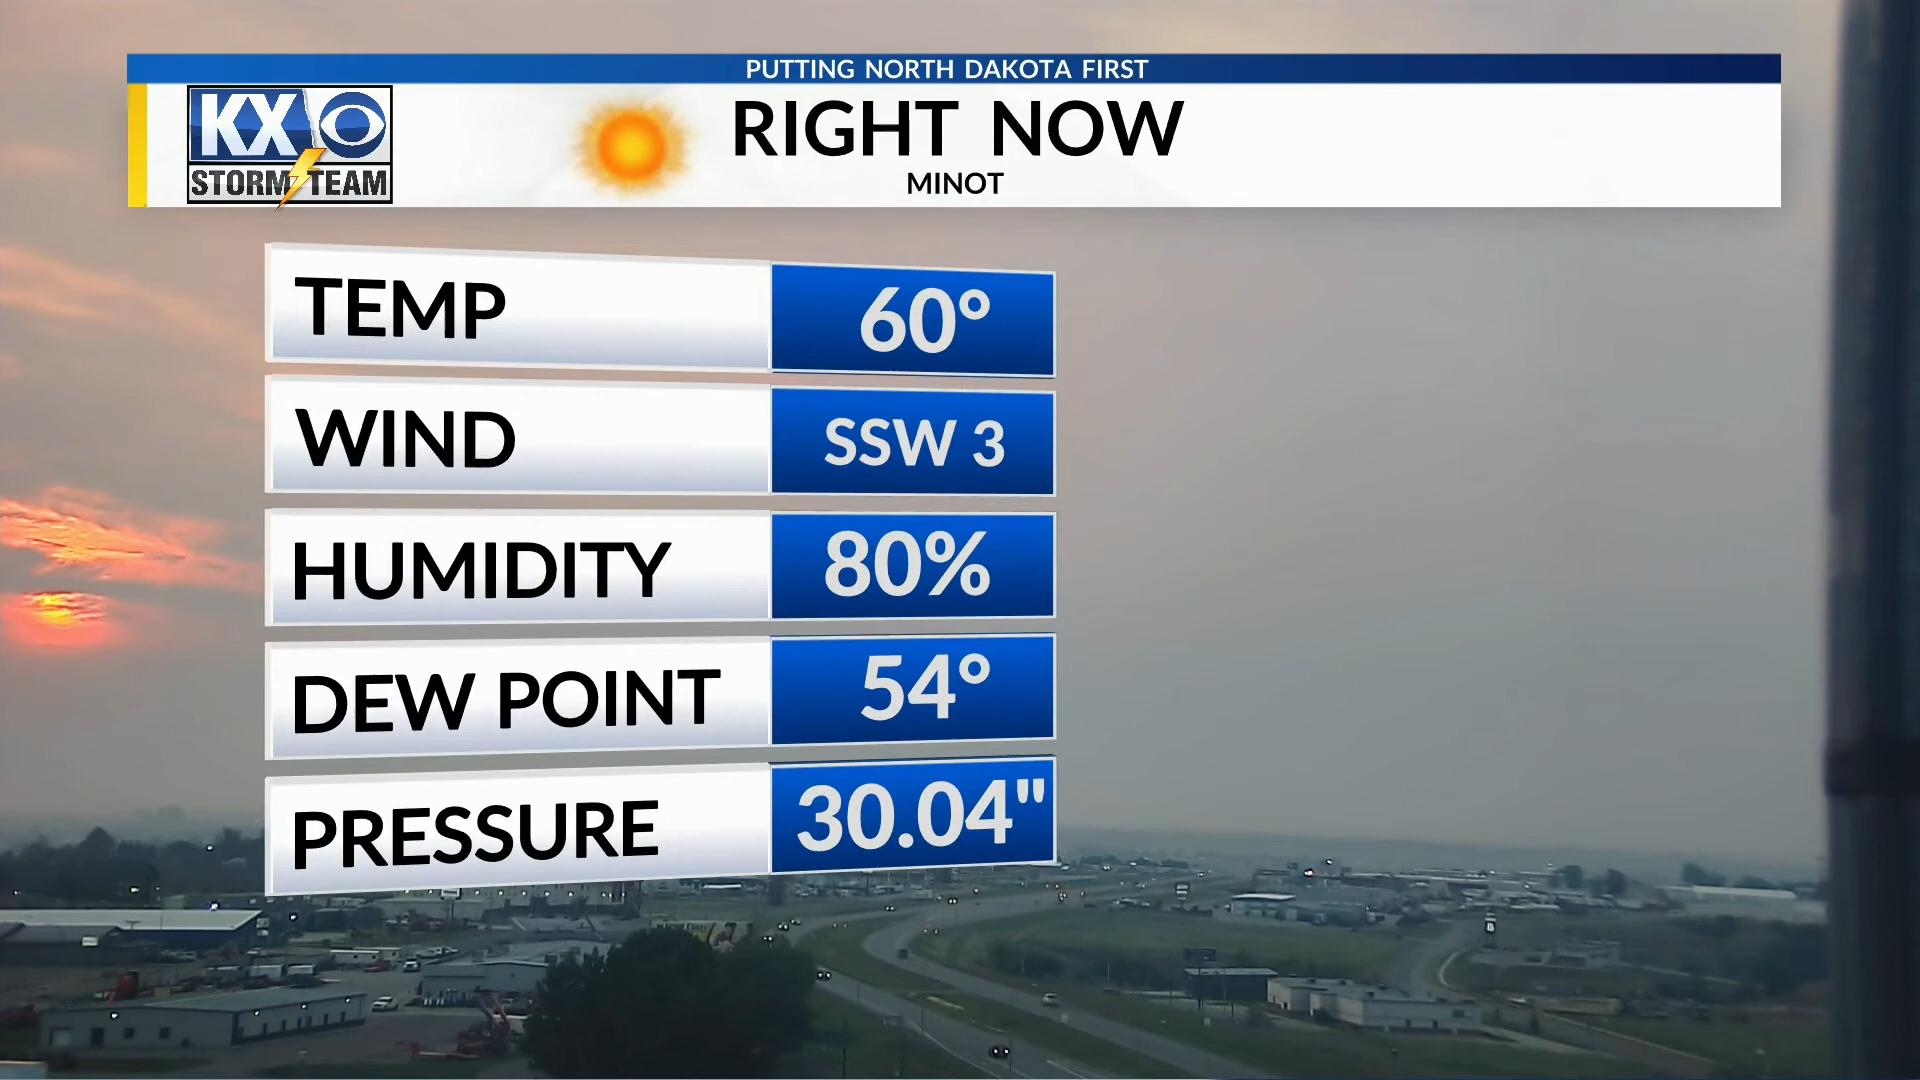 PUTTING NORTH DAKOTA FIRST
KX
STORM TEAM
RIGHT NOW
MINOT
TEMP 60°
WIND SSW 3
HUMIDITY 80%
DEW POINT 54°
PRESSURE 30.04"